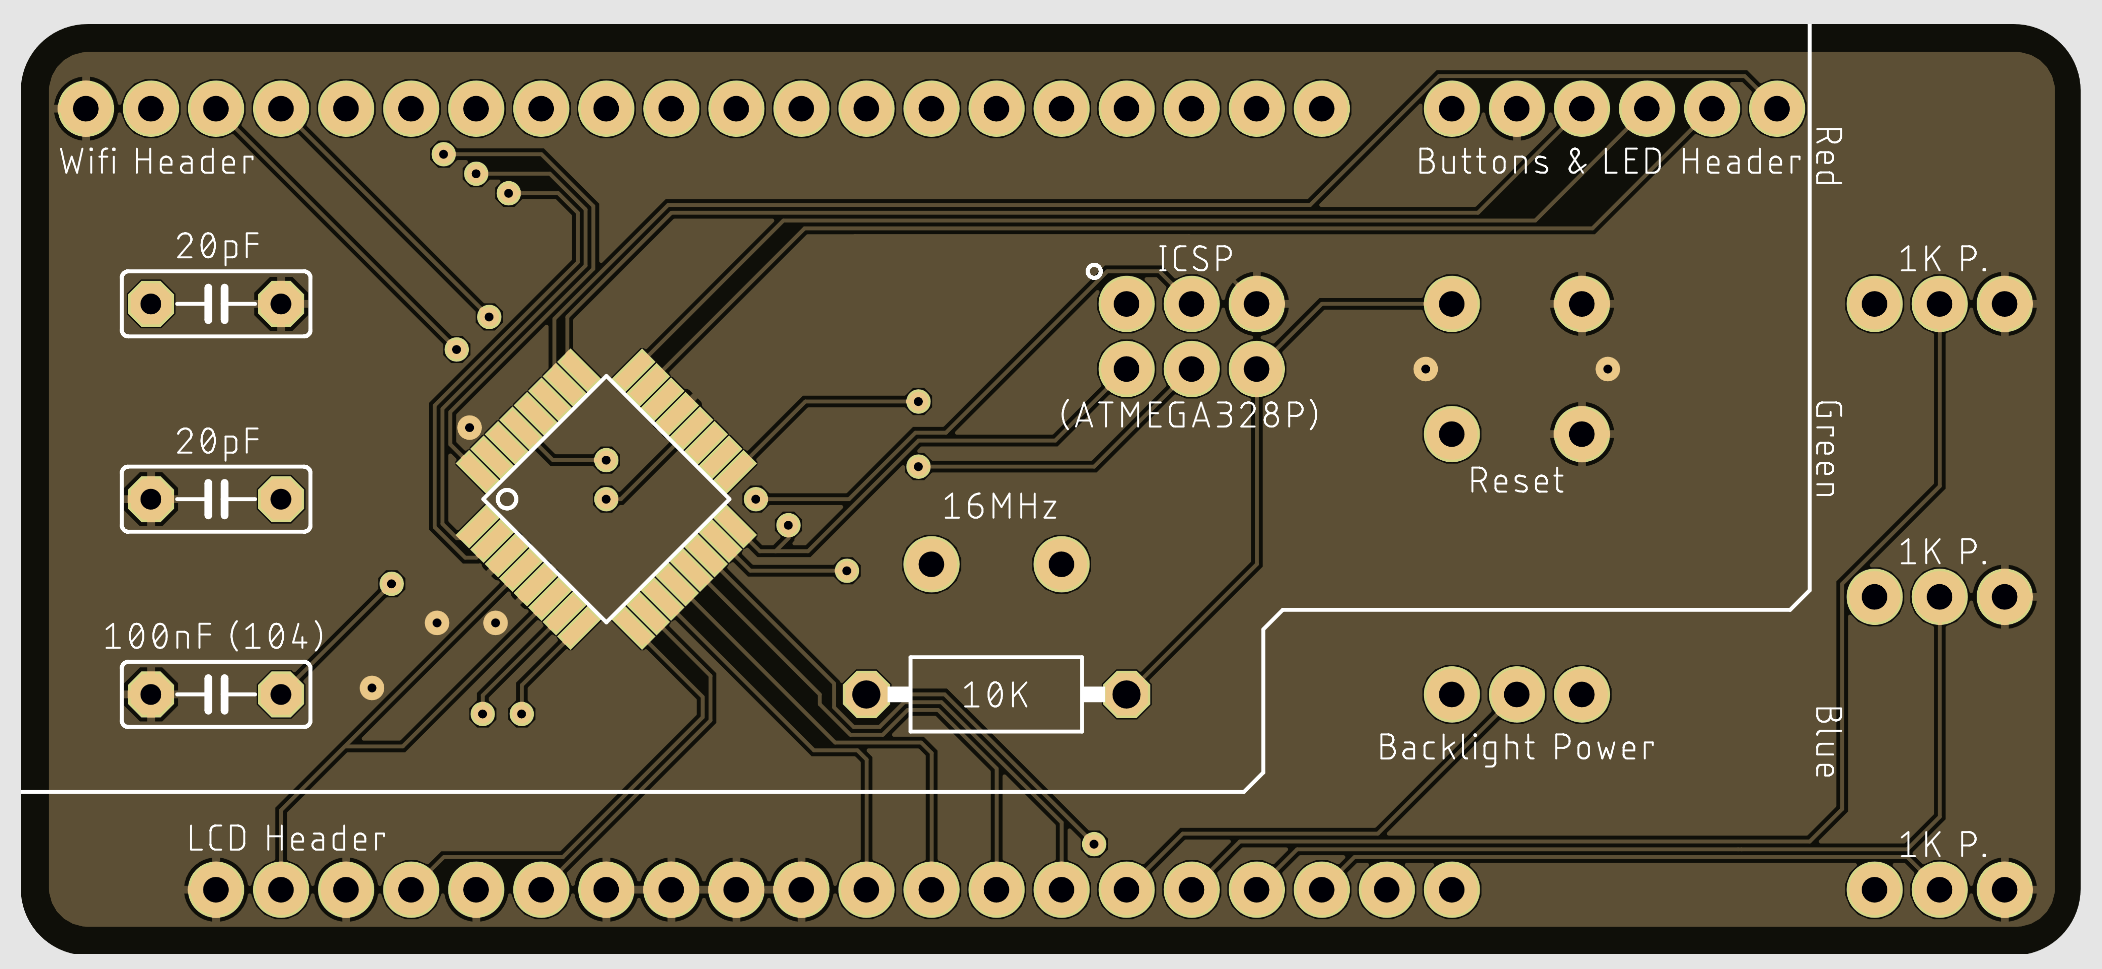 Wifi Header
Buttons & LED Header
Red
20pF
ICSP
1K P.
(ATMEGA328P)
Green
20pF
Reset
16MHz
1K P.
100nF (104)
10K
Backlight Power
Blue
LCD Header
1K P.